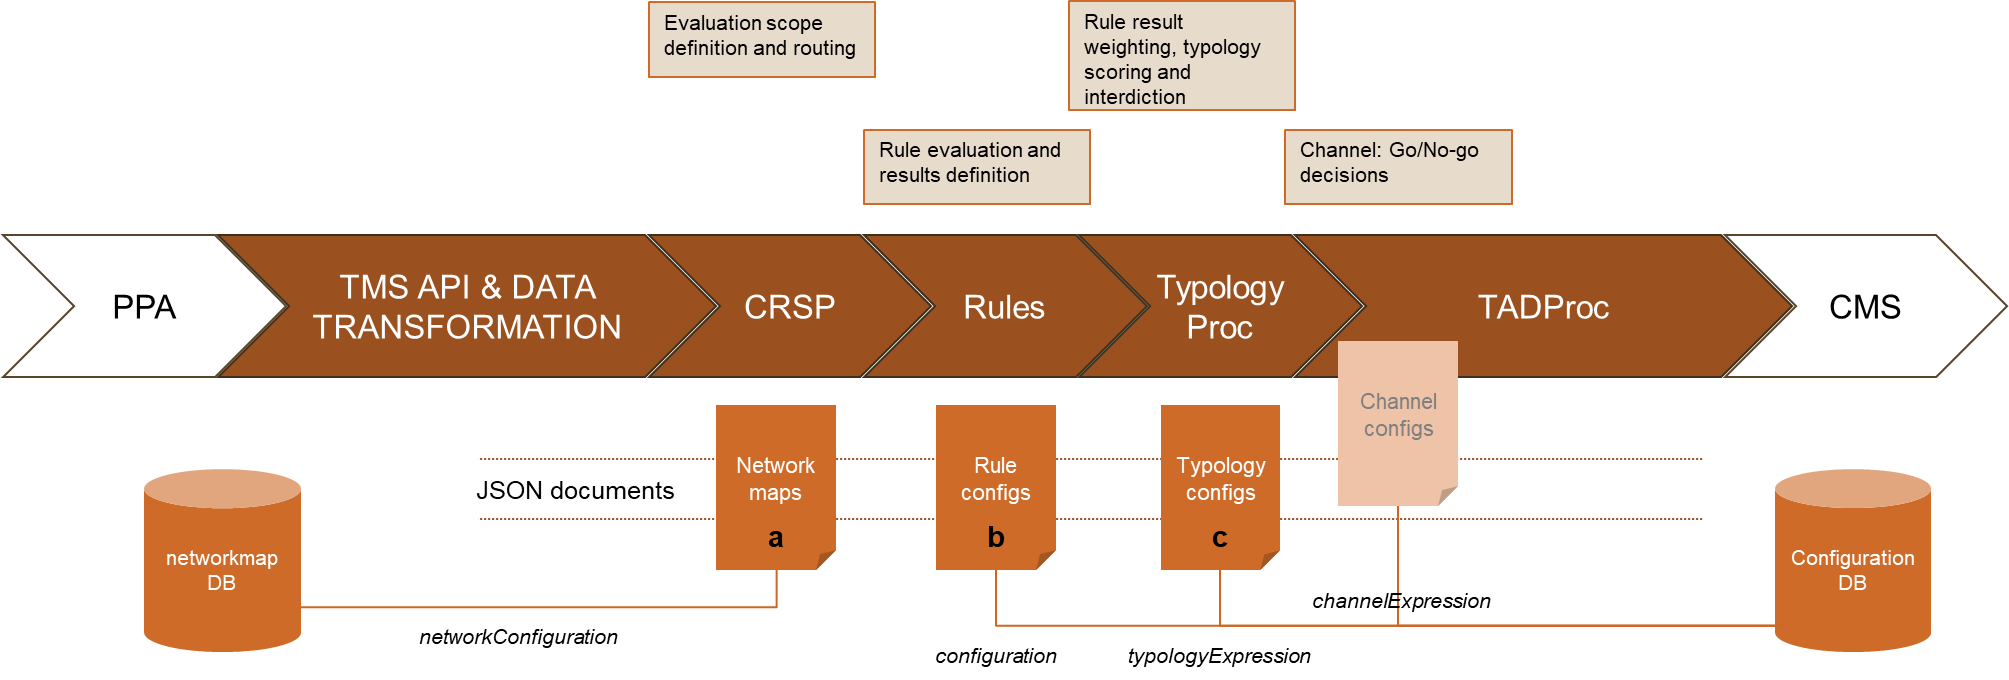 Evaluation scope
definition and routing
Rule result
weighting, typology
scoring and
interdiction
Rule evaluation and
results definition
Channel: Go/No-go
decisions
PPA
TMS API & DATA
TRANSFORMATION
CRSP
Rules
Typology
Proc
TADProc
CMS
Channel
configs
Network
maps
a
Rule
configs
b
Typology
configs
c
JSON documents
networkmap
DB
Configuration
DB
networkConfiguration
configuration
typologyExpression
channelExpression